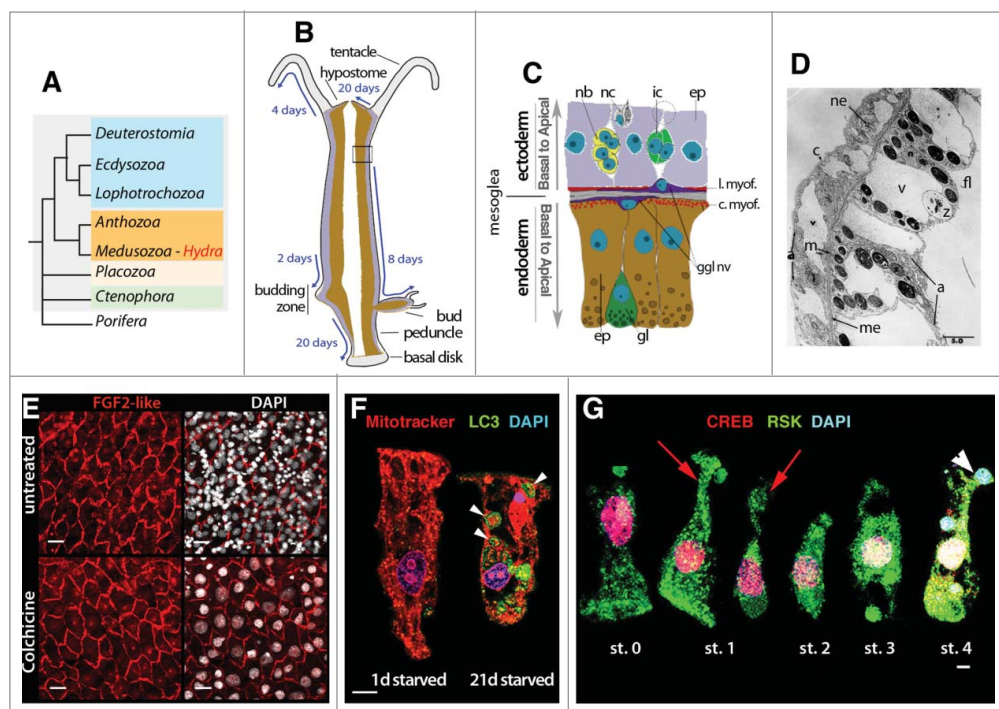 A
Deuterostomia
Ecdysozoa
Lophotrochozoa
Anthozoa
Medusozoa - Hydra
Placozoa
Ctenophora
Porifera
B
tentacle
hypostome
20 days
4 days
2 days
8 days
budding
zone
bud
peduncle
20 days
basal disk
C
nb nc ic ep
ectoderm
Basal to Apical
mesoglea
l. myof.
c. myof.
endoderm
Basal to Apical
ggl nv
ep gl
D
ne
c
v
fl
z
m
a
me
5.0
E
FGF2-like DAPI
untreated
Colchicine
F
Mitotracker LC3 DAPI
1d starved 21d starved
G
CREB RSK DAPI
st. 0 st. 1 st. 2 st. 3 st. 4